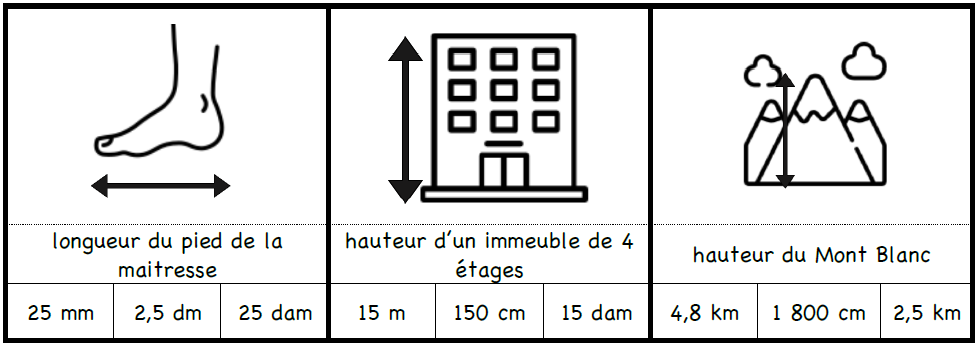 longueur du pied de la
maitresse
25 mm
2,5 dm
25 dam
hauteur d'un immeuble de 4
étages
15 m
150 cm
15 dam
hauteur du Mont Blanc
4,8 km
1 800 cm
2,5 km